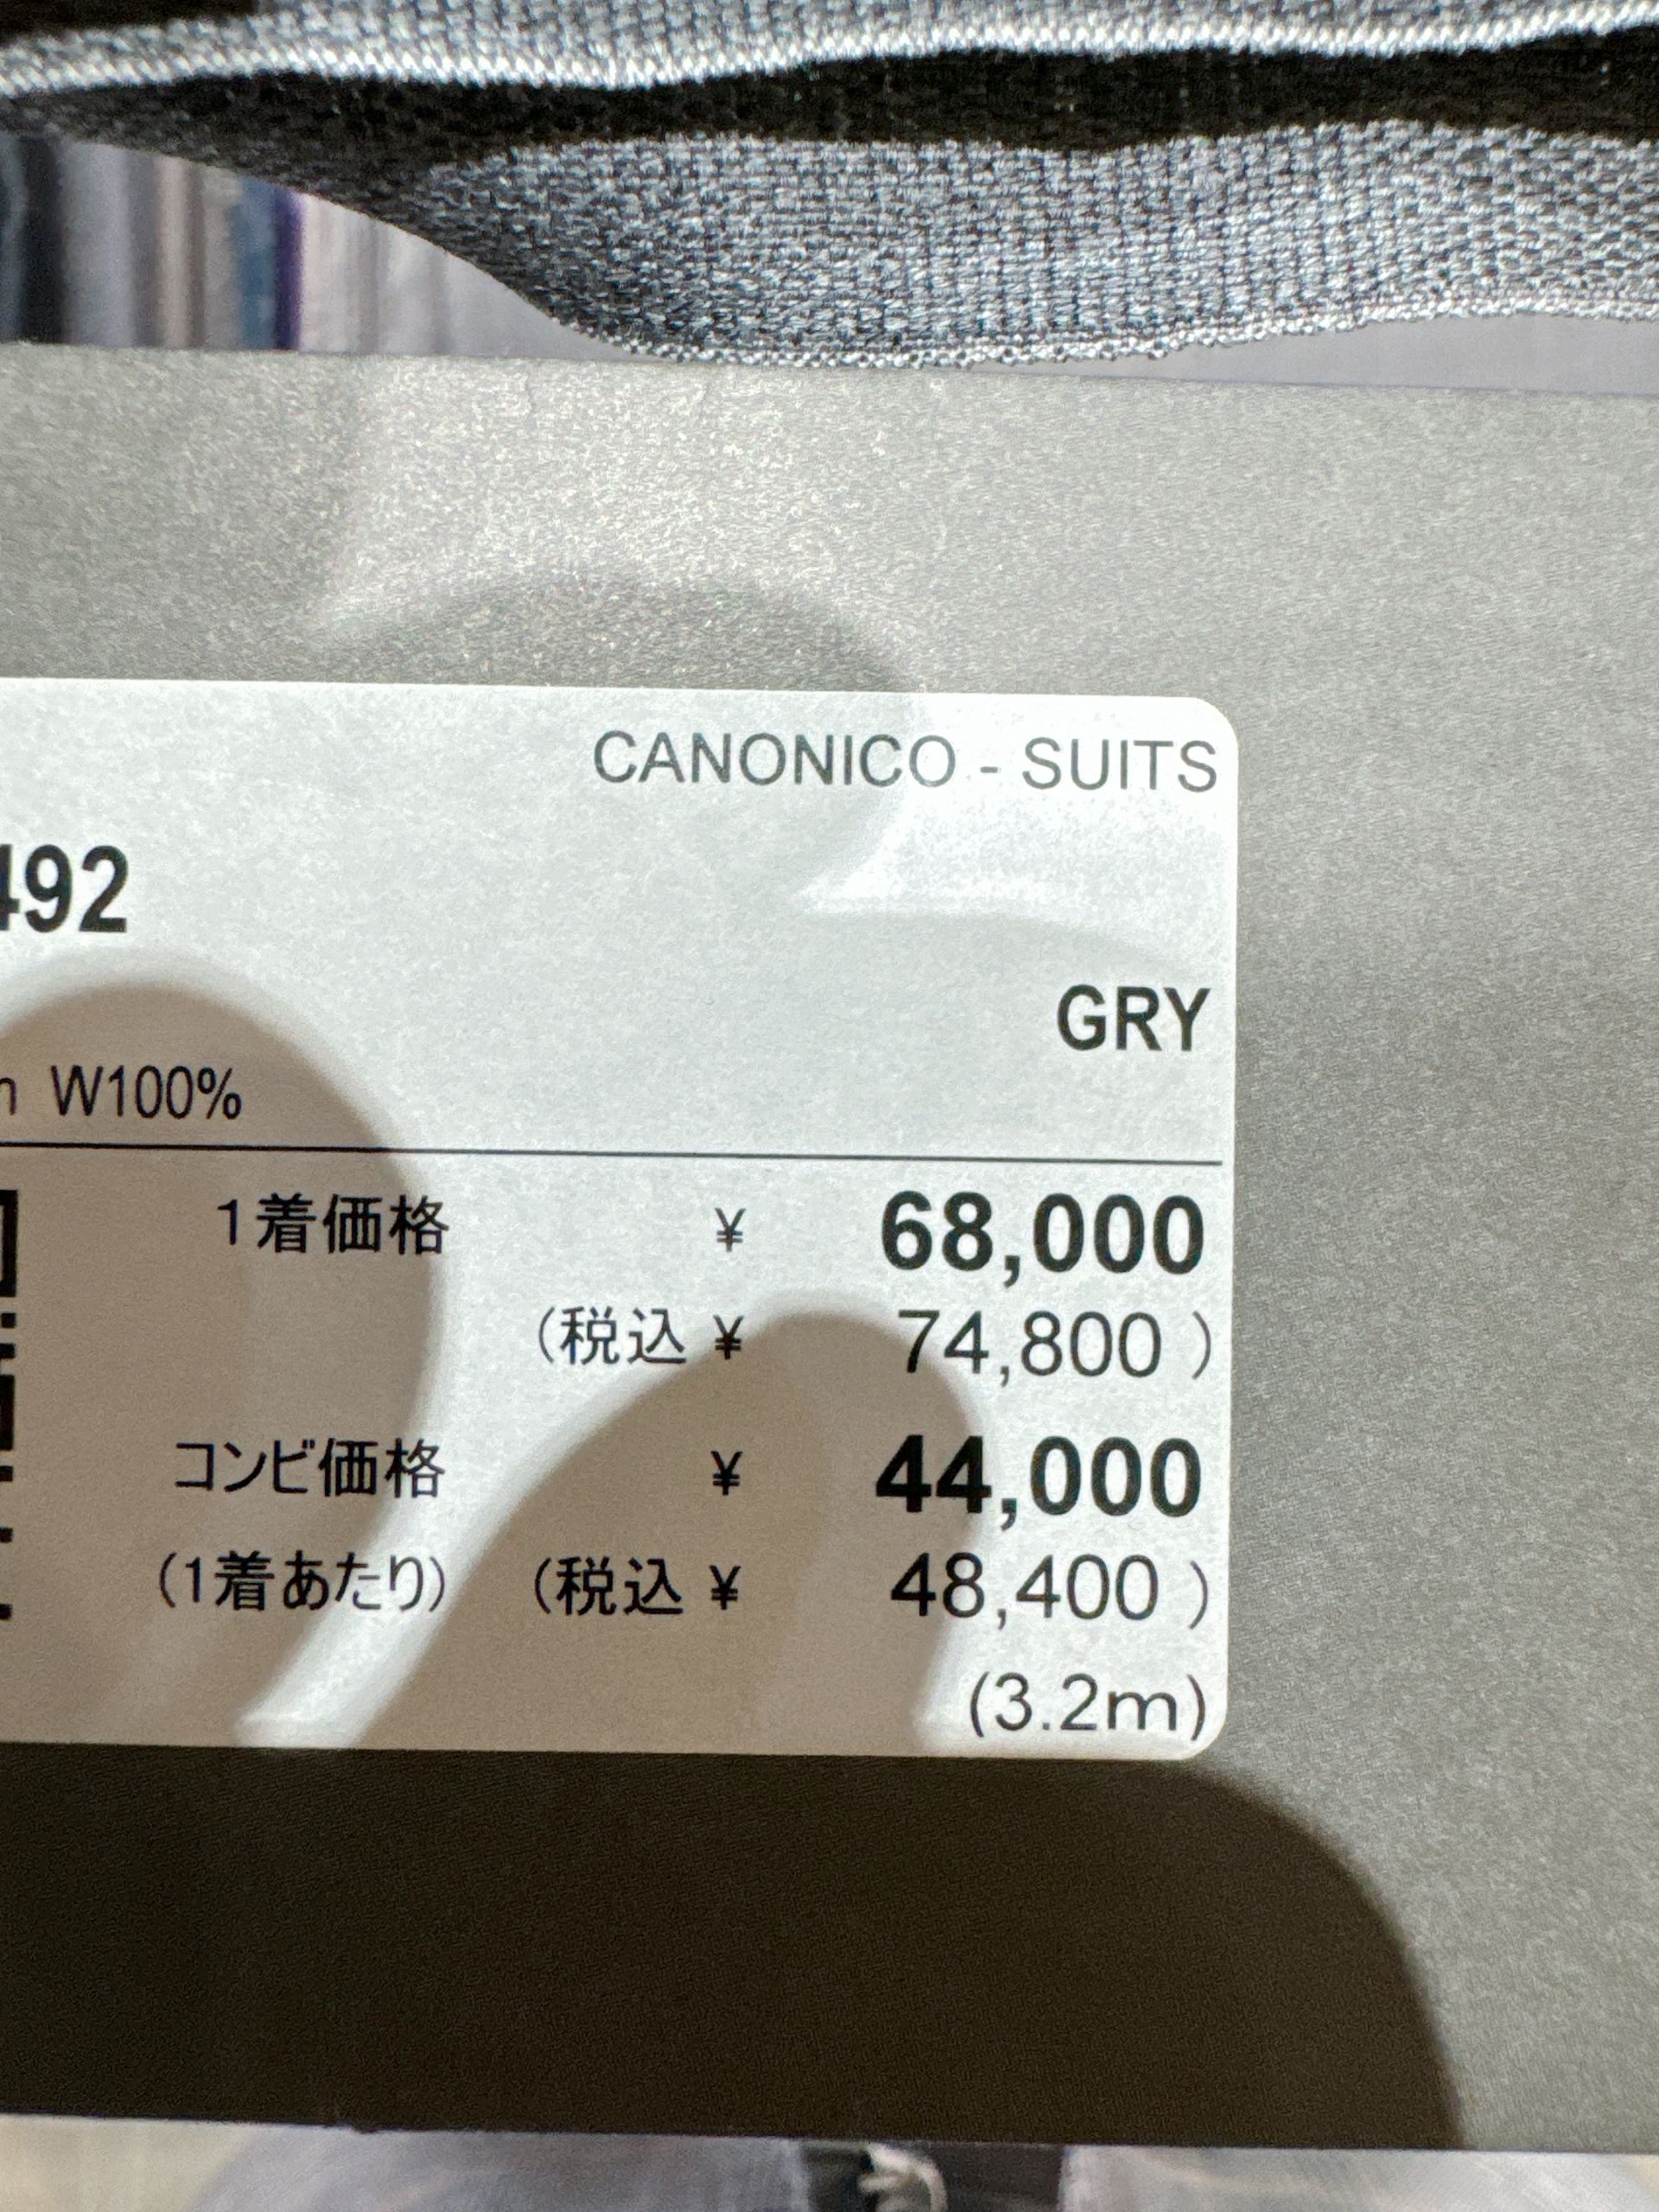 CANONICO - SUITS
492
GRY
W100%
1着価格 ¥ 68,000
(税込 ¥ 74,800 )
コンビ価格 ¥ 44,000
(1着あたり) (税込 ¥ 48,400 )
(3.2m)